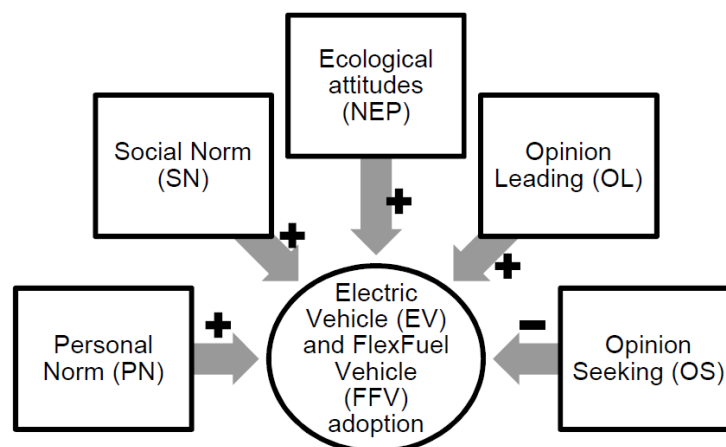 Ecological
attitudes
(NEP)
Social Norm
(SN)
Opinion
Leading (OL)
+
+
+
Personal
Norm (PN)
+
Electric
Vehicle (EV)
and FlexFuel
Vehicle
(FFV)
adoption
-
Opinion
Seeking (OS)